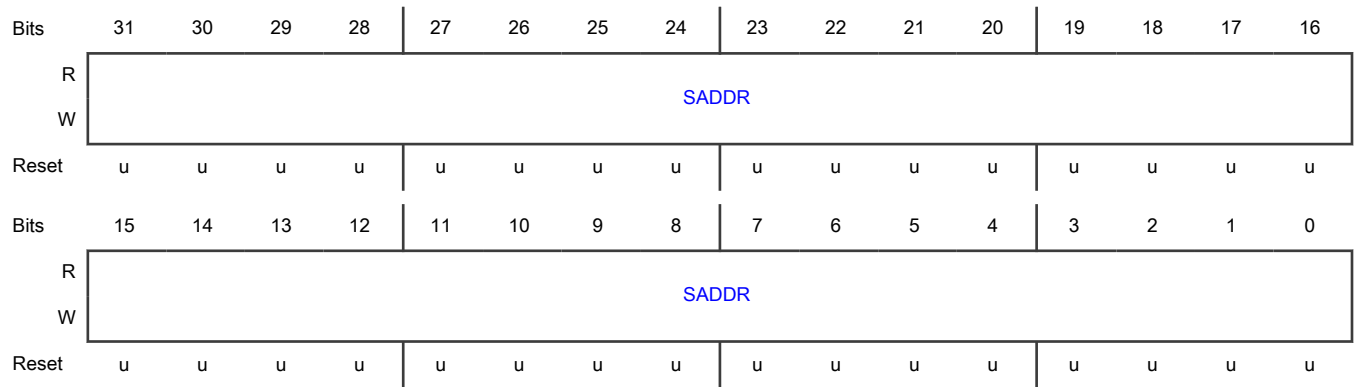 Bits 31 30 29 28 27 26 25 24 23 22 21 20 19 18 17 16
R
SADDR
W
Reset u u u u u u u u u u u u u u u u
Bits 15 14 13 12 11 10 9 8 7 6 5 4 3 2 1 0
R
SADDR
W
Reset u u u u u u u u u u u u u u u u